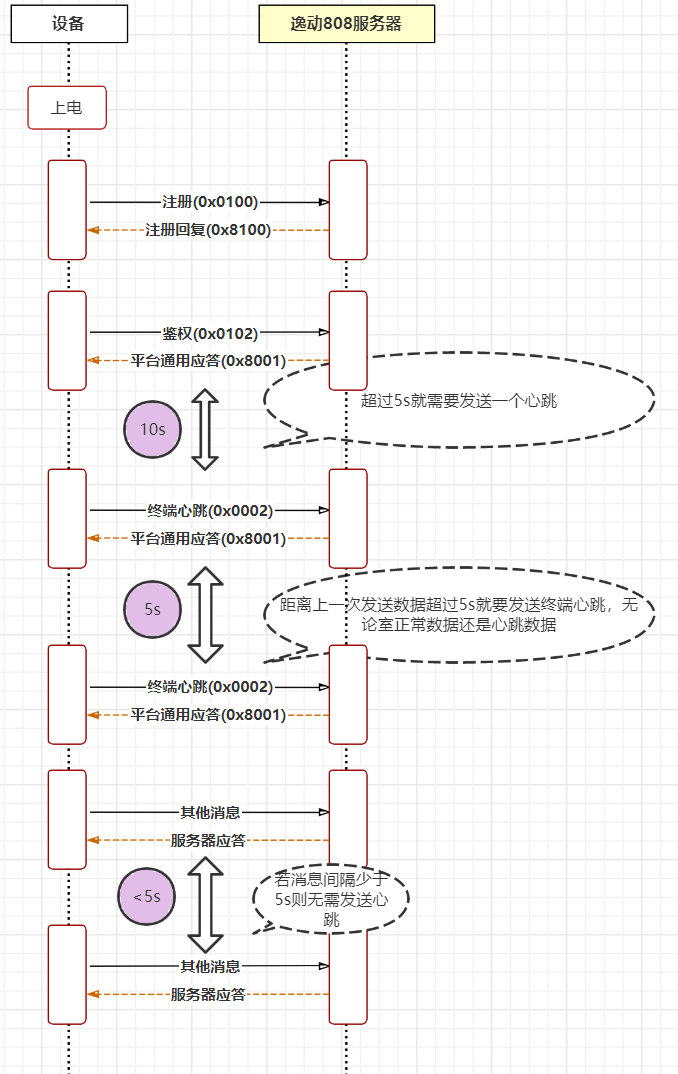 设备
逸动808服务器
上电
注册(0x0100)
注册回复(0x8100)
鉴权(0x0102)
平台通用应答(0x8001)
超过5s就需要发送一个心跳
10s
终端心跳(0x0002)
平台通用应答(0x8001)
5s
距离上一次发送数据超过5s就要发送终端心跳，无
论室正常数据还是心跳数据
终端心跳(0x0002)
平台通用应答(0x8001)
其他消息
服务器应答
<5s
若消息间隔少于
5s则无需发送心
跳
其他消息
服务器应答